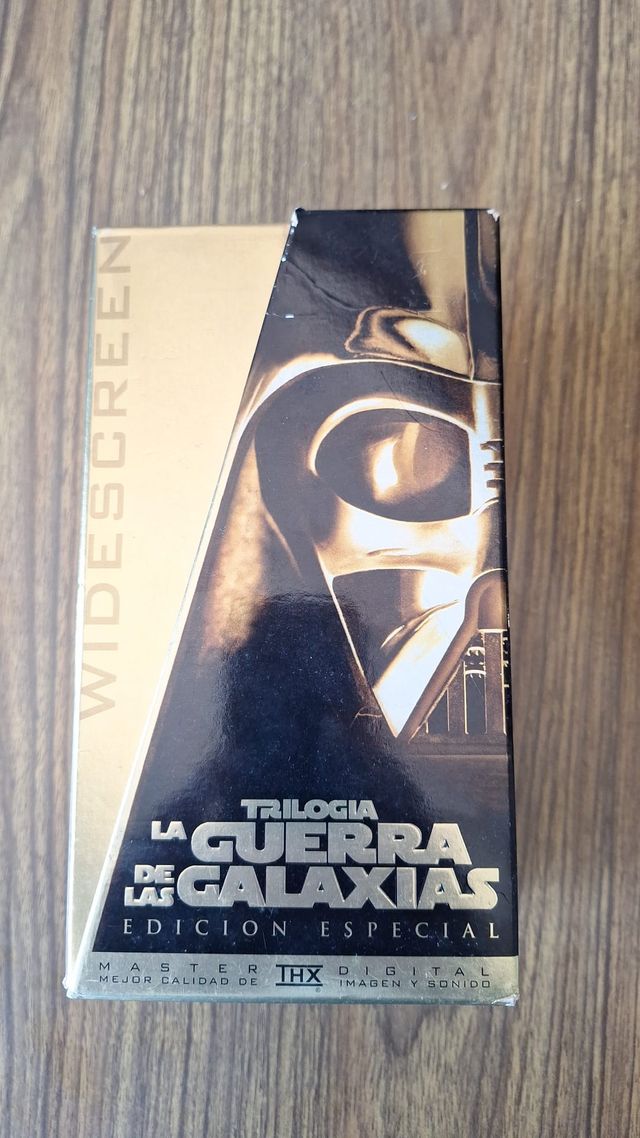 WIDESCREEN
TRILOGIA
LA GUERRA
DE LAS GALAXIAS
EDICION ESPECIAL
MASTER THX DIGITAL
MEJOR CALIDAD DE IMAGEN Y SONIDO